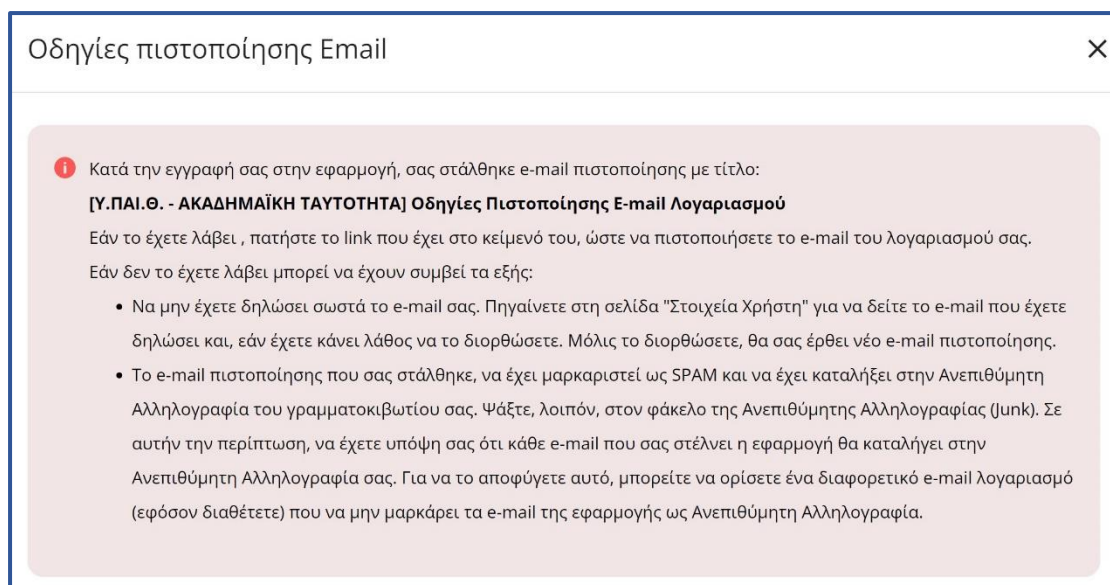 Οδηγίες πιστοποίησης Email
Κατά την εγγραφή σας στην εφαρμογή, σας στάλθηκε e-mail πιστοποίησης με τίτλο:
[Υ.ΠΑΙ.Θ. - ΑΚΑΔΗΜΑΪΚΗ ΤΑΥΤΟΤΗΤΑ] Οδηγίες Πιστοποίησης E-mail Λογαριασμού
Εάν το έχετε λάβει , πατήστε το link που έχει στο κείμενό του, ώστε να πιστοποιήσετε το e-mail του λογαριασμού σας.
Εάν δεν το έχετε λάβει μπορεί να έχουν συμβεί τα εξής:
• Να μην έχετε δηλώσει σωστά το e-mail σας. Πηγαίνετε στη σελίδα "Στοιχεία Χρήστη" για να δείτε το e-mail που έχετε
δηλώσει και, εάν έχετε κάνει λάθος να το διορθώσετε. Μόλις το διορθώσετε, θα σας έρθει νέο e-mail πιστοποίησης.
• Το e-mail πιστοποίησης που σας στάλθηκε, να έχει μαρκαριστεί ως SPAM και να έχει καταλήξει στην Ανεπιθύμητη
Αλληλογραφία του γραμματοκιβωτίου σας. Ψάξτε, λοιπόν, στον φάκελο της Ανεπιθύμητης Αλληλογραφίας (Junk). Σε
αυτήν την περίπτωση, να έχετε υπόψη σας ότι κάθε e-mail που σας στέλνει η εφαρμογή θα καταλήγει στην
Ανεπιθύμητη Αλληλογραφία σας. Για να το αποφύγετε αυτό, μπορείτε να ορίσετε ένα διαφορετικό e-mail λογαριασμό
(εφόσον διαθέτετε) που να μην μαρκάρει τα e-mail της εφαρμογής ως Ανεπιθύμητη Αλληλογραφία.